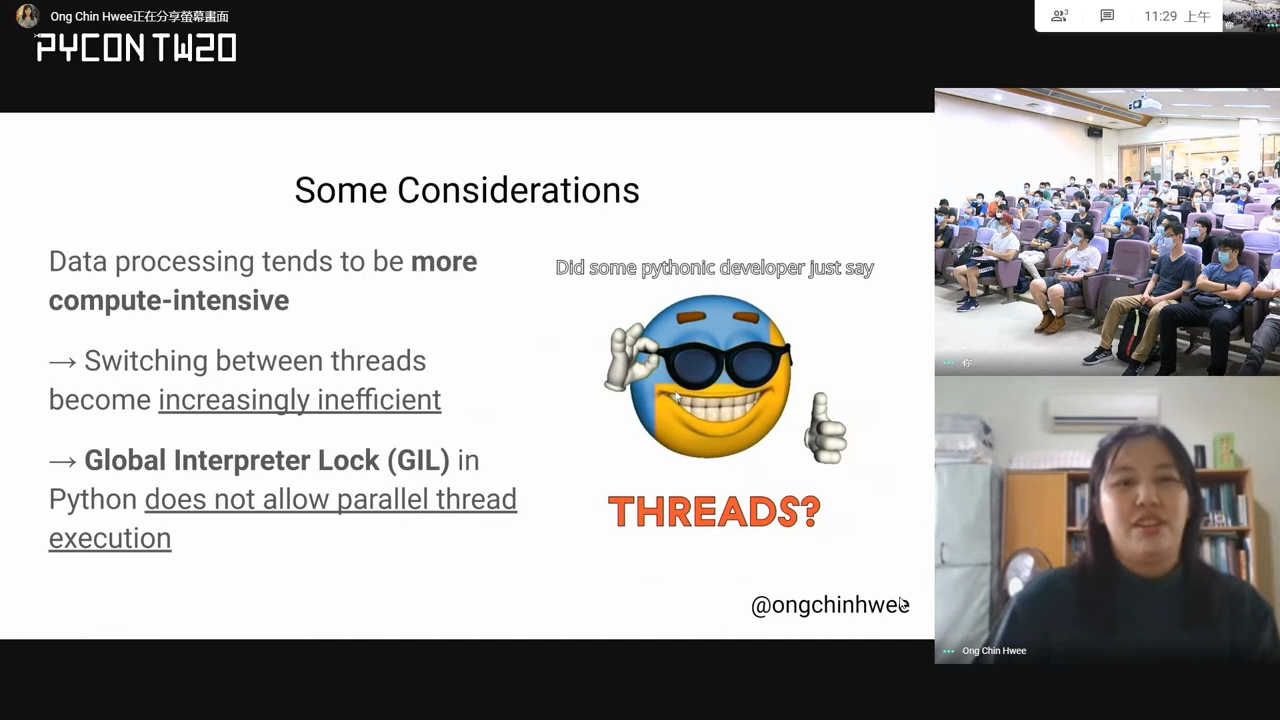 Ong Chin Hwee正在分享螢幕畫面
PYCON TW20
3
11:29 上午
你
Some Considerations
Data processing tends to be more
compute-intensive
→ Switching between threads
become increasingly inefficient
→ Global Interpreter Lock (GIL) in
Python does not allow parallel thread
execution
Did some pythonic developer just say
THREADS?
@ongchinhwee
你
Ong Chin Hwee